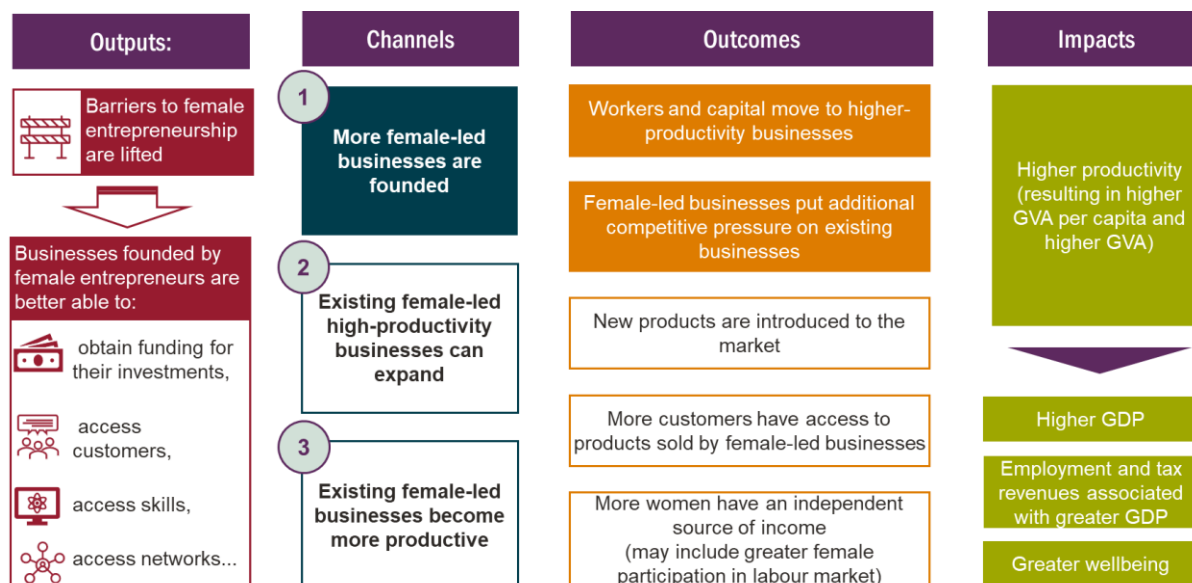 Outputs:
Barriers to female
entrepreneurship
are lifted
Businesses founded by
female entrepreneurs are
better able to:
obtain funding for
their investments,
access
customers,
access skills,
access networks...
Channels
1
More female-led
businesses are
founded
2
Existing female-led
high-productivity
businesses can
expand
3
Existing female-led
businesses become
more productive
Outcomes
Workers and capital move to higher-
productivity businesses
Female-led businesses put additional
competitive pressure on existing
businesses
New products are introduced to the
market
More customers have access to
products sold by female-led businesses
More women have an independent
source of income
(may include greater female
participation in labour market)
Impacts
Higher productivity
(resulting in higher
GVA per capita and
higher GVA)
Higher GDP
Employment and tax
revenues associated
with greater GDP
Greater wellbeing